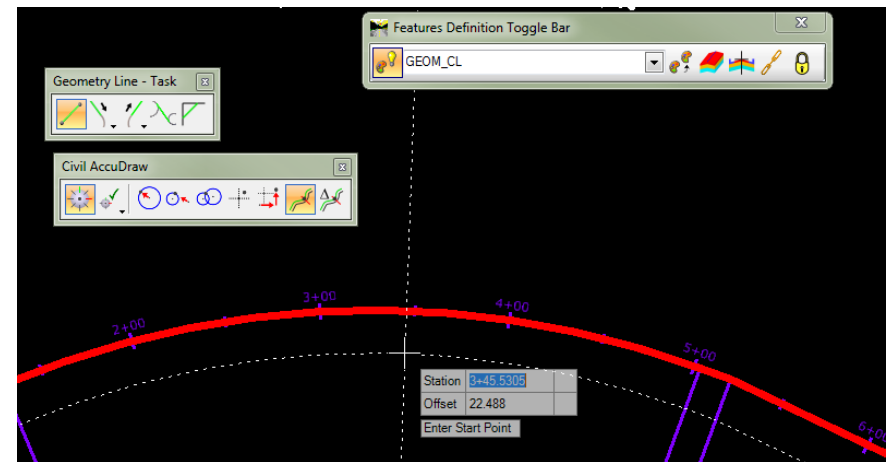 Features Definition Toggle Bar
GEOM_CL
Geometry Line - Task
Civil AccuDraw
2+00
3+00
4+00
5+00
6+00
Station 3+45.5305
Offset 22.488
Enter Start Point